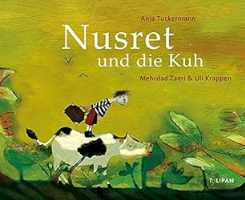 Anja Tuckermann
Nusret
und die Kuh
Mehrdad Zaeri & Uli Krappen
TULIPAN